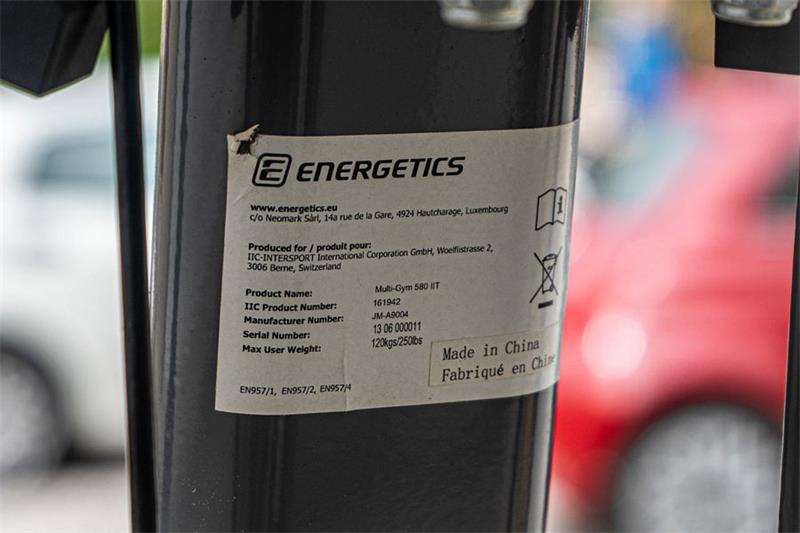 E ENERGETICS
www.energetics.eu
c/o Neomark Sàrl, 14a rue de la Gare, 4924 Hautcharage, Luxembourg
Produced for / produit pour:
IIC-INTERSPORT International Corporation GmbH, Woelflistrasse 2,
3006 Berne, Switzerland
Product Name: Multi-Gym 580 IIT
IIC Product Number: 161942
Manufacturer Number: JM-A9004
Serial Number: 13 06 000011
Max User Weight: 120kgs/250lbs
Made in China
Fabriqué en Chine
EN957/1, EN957/2, EN957/4